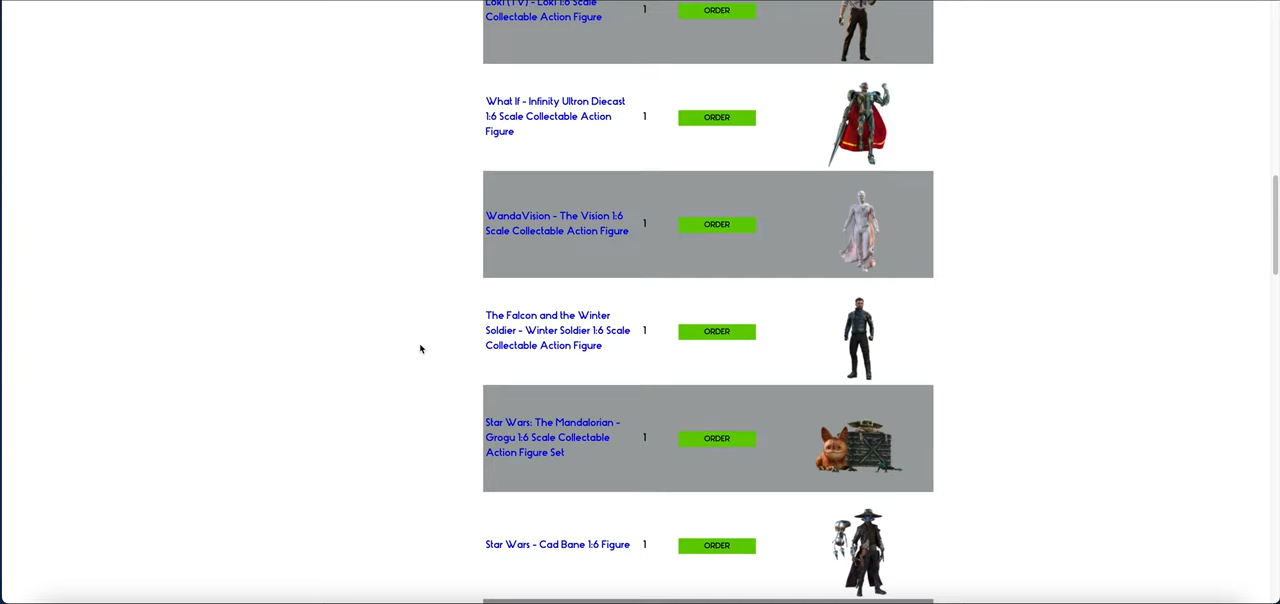 Loki (TV) - Loki 1:6 Scale
Collectable Action Figure
1
ORDER
What If - Infinity Ultron Diecast
1:6 Scale Collectable Action
Figure
1
ORDER
WandaVision - The Vision 1:6
Scale Collectable Action Figure
1
ORDER
The Falcon and the Winter
Soldier - Winter Soldier 1:6 Scale
Collectable Action Figure
1
ORDER
Star Wars: The Mandalorian -
Grogu 1:6 Scale Collectable
Action Figure Set
1
ORDER
Star Wars - Cad Bane 1:6 Figure
1
ORDER